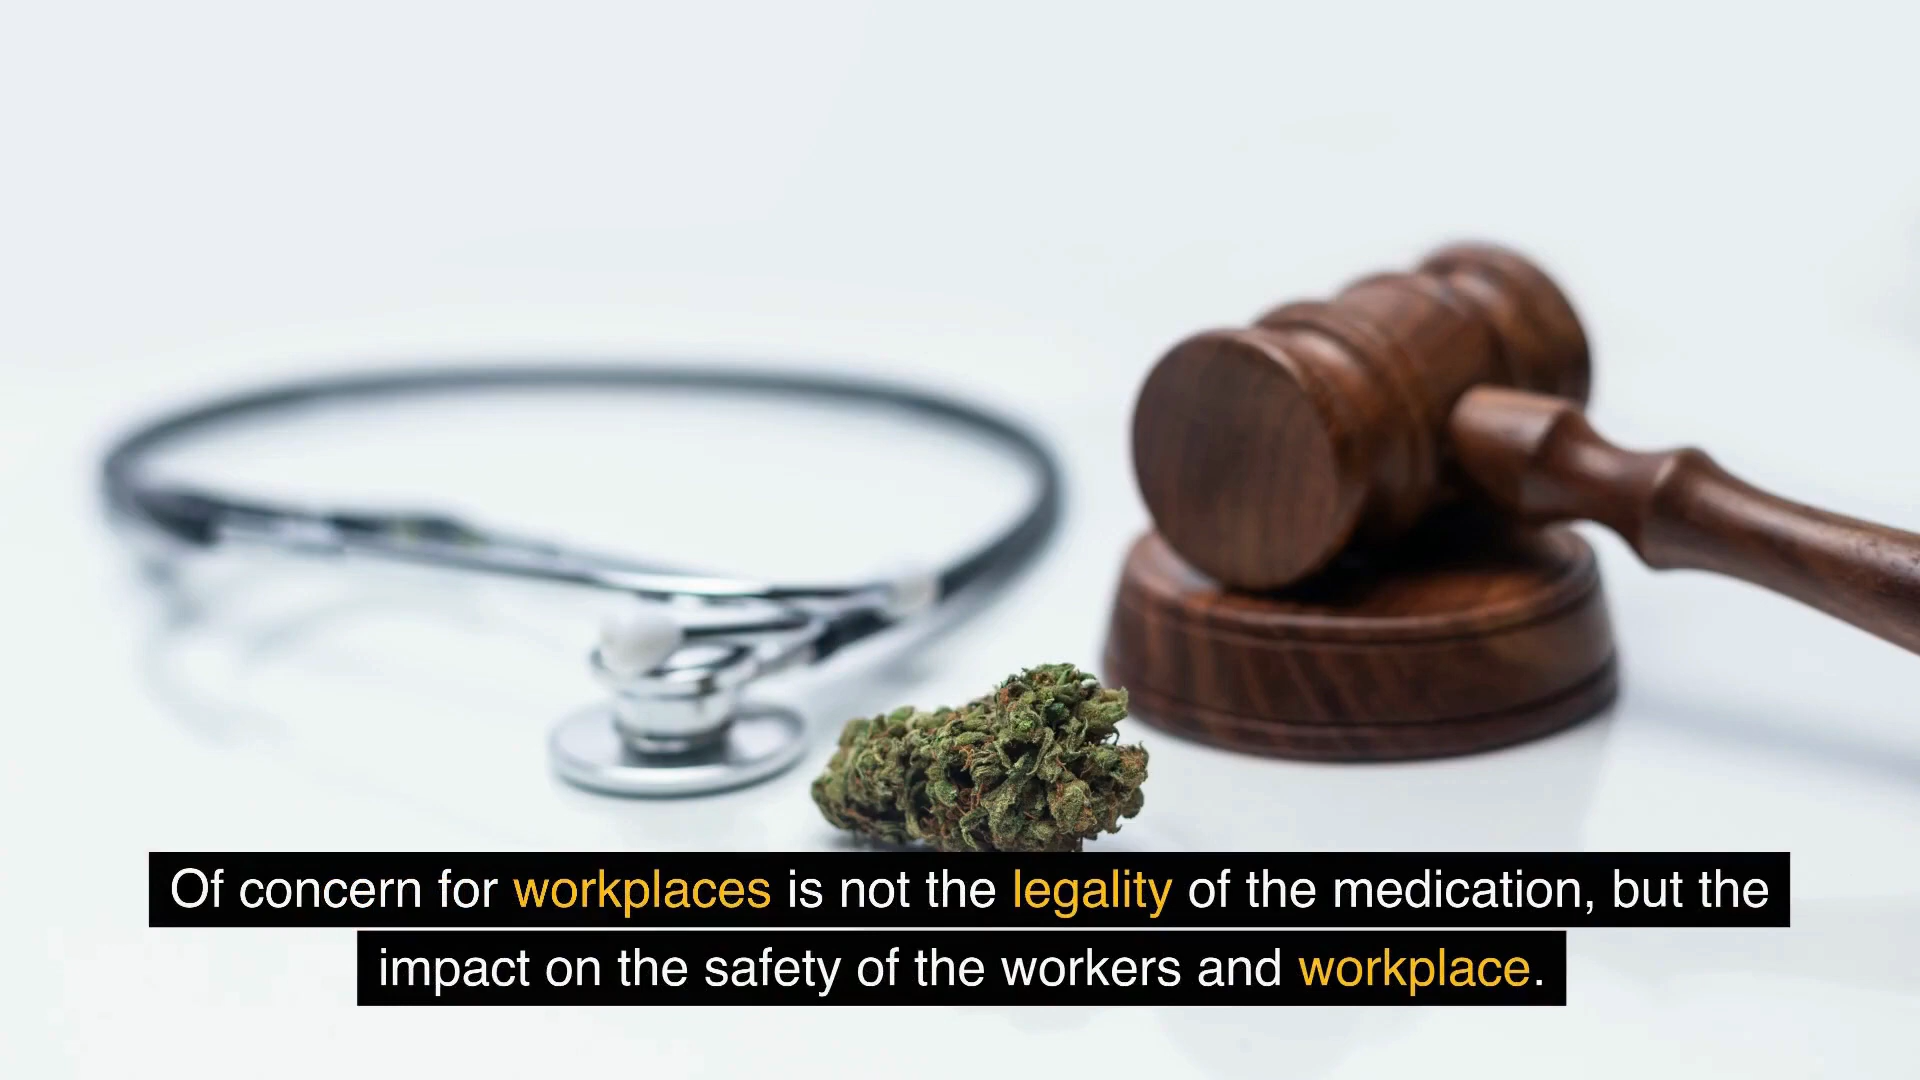 Of concern for workplaces is not the legality of the medication, but the
impact on the safety of the workers and workplace.